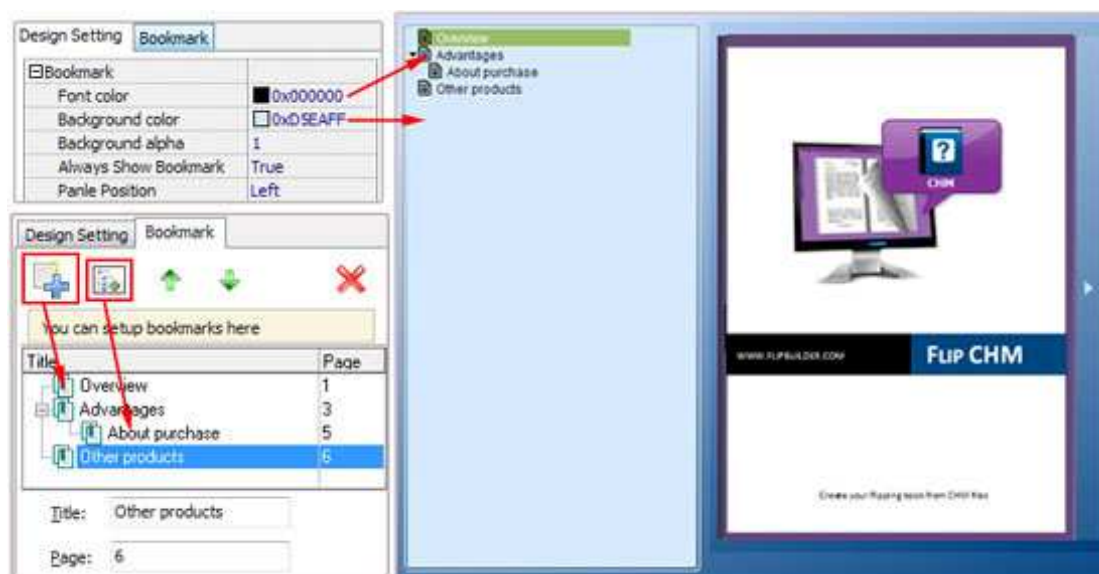 Design Setting Bookmark
Bookmark
Font color 0x000000
Background color 0xD5EAFF
Background alpha 1
Always Show Bookmark True
Panle Position Left
Design Setting Bookmark
You can setup bookmarks here
Title Page
Overview 1
Advantages 3
About purchase 5
Other products 6
Title: Other products
Page: 6
Overview
Advantages
About purchase
Other products
?
CHM
WWW.FLIPBUILDER.COM FLIP CHM
Create your flipping book from CHM files